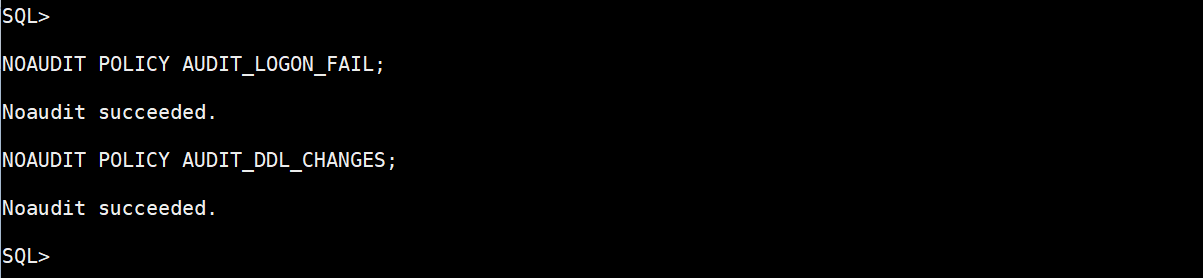 SQL>
NOAUDIT POLICY AUDIT_LOGON_FAIL;
Noaudit succeeded.
NOAUDIT POLICY AUDIT_DDL_CHANGES;
Noaudit succeeded.
SQL>